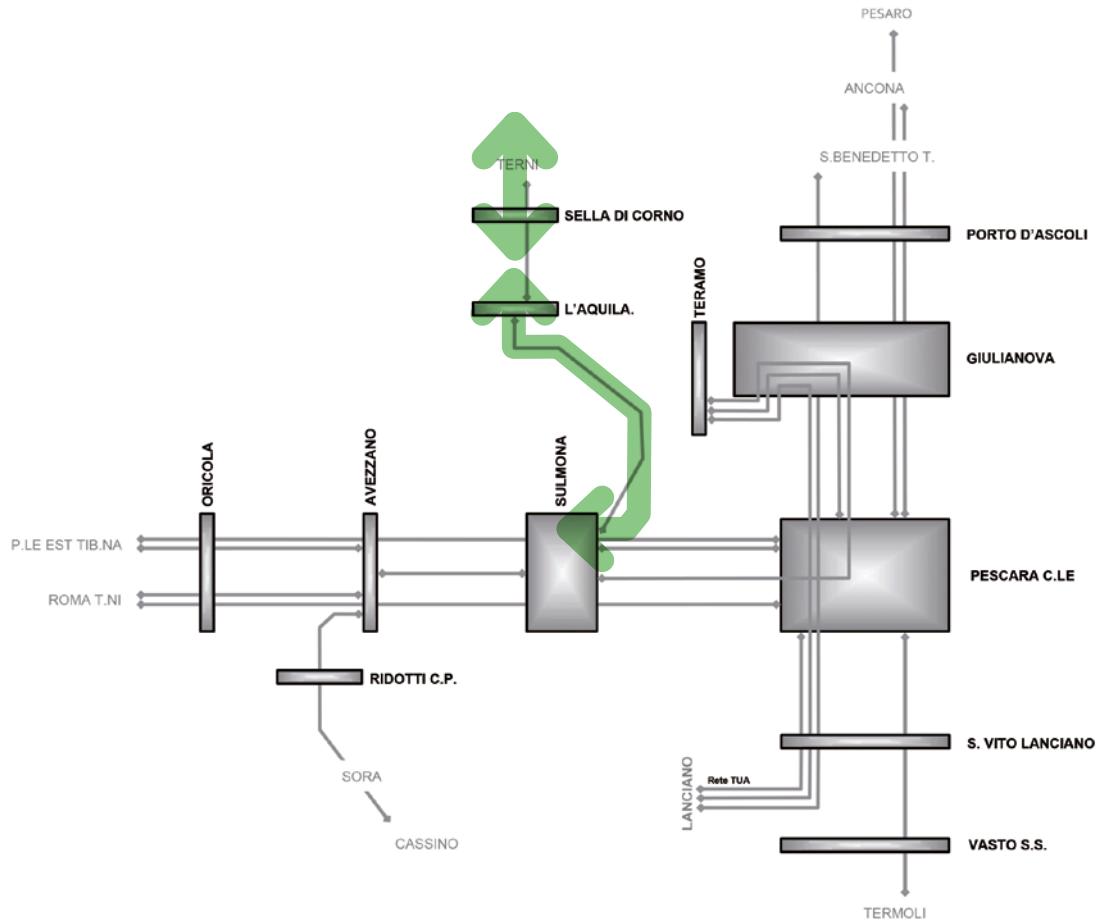 PESARO
ANCONA
S.BENEDETTO T.
TERNI
SELLA DI CORNO
PORTO D'ASCOLI
TERAMO
L'AQUILA.
GIULIANOVA
ORICOLA
AVEZZANO
SULMONA
P.LE EST TIB.NA
PESCARA C.LE
ROMA T.NI
RIDOTTI C.P.
S. VITO LANCIANO
LANCIANO
Rete TUA
SORA
CASSINO
VASTO S.S.
TERMOLI